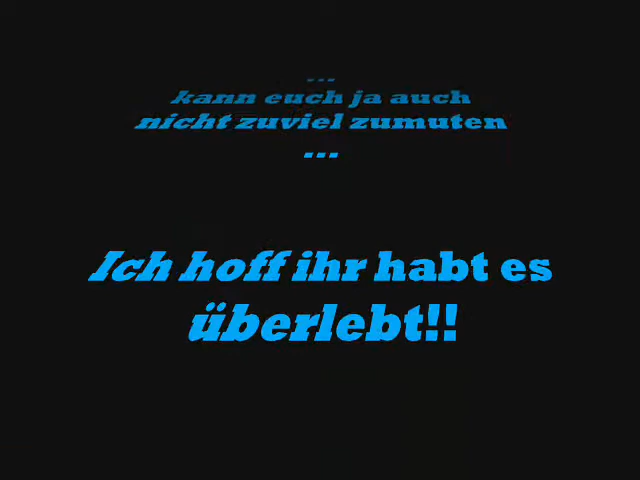 ...
kann euch ja auch
nicht zuviel zumuten
...
Ich hoff ihr habt es
überlebt!!